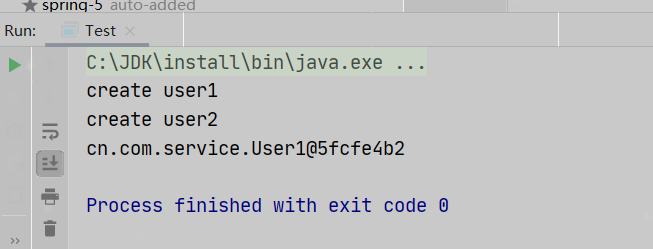 spring-5 auto-added
Run: Test
C:\JDK\install\bin\java.exe ...
create user1
create user2
cn.com.service.User1@5fcfe4b2
Process finished with exit code 0